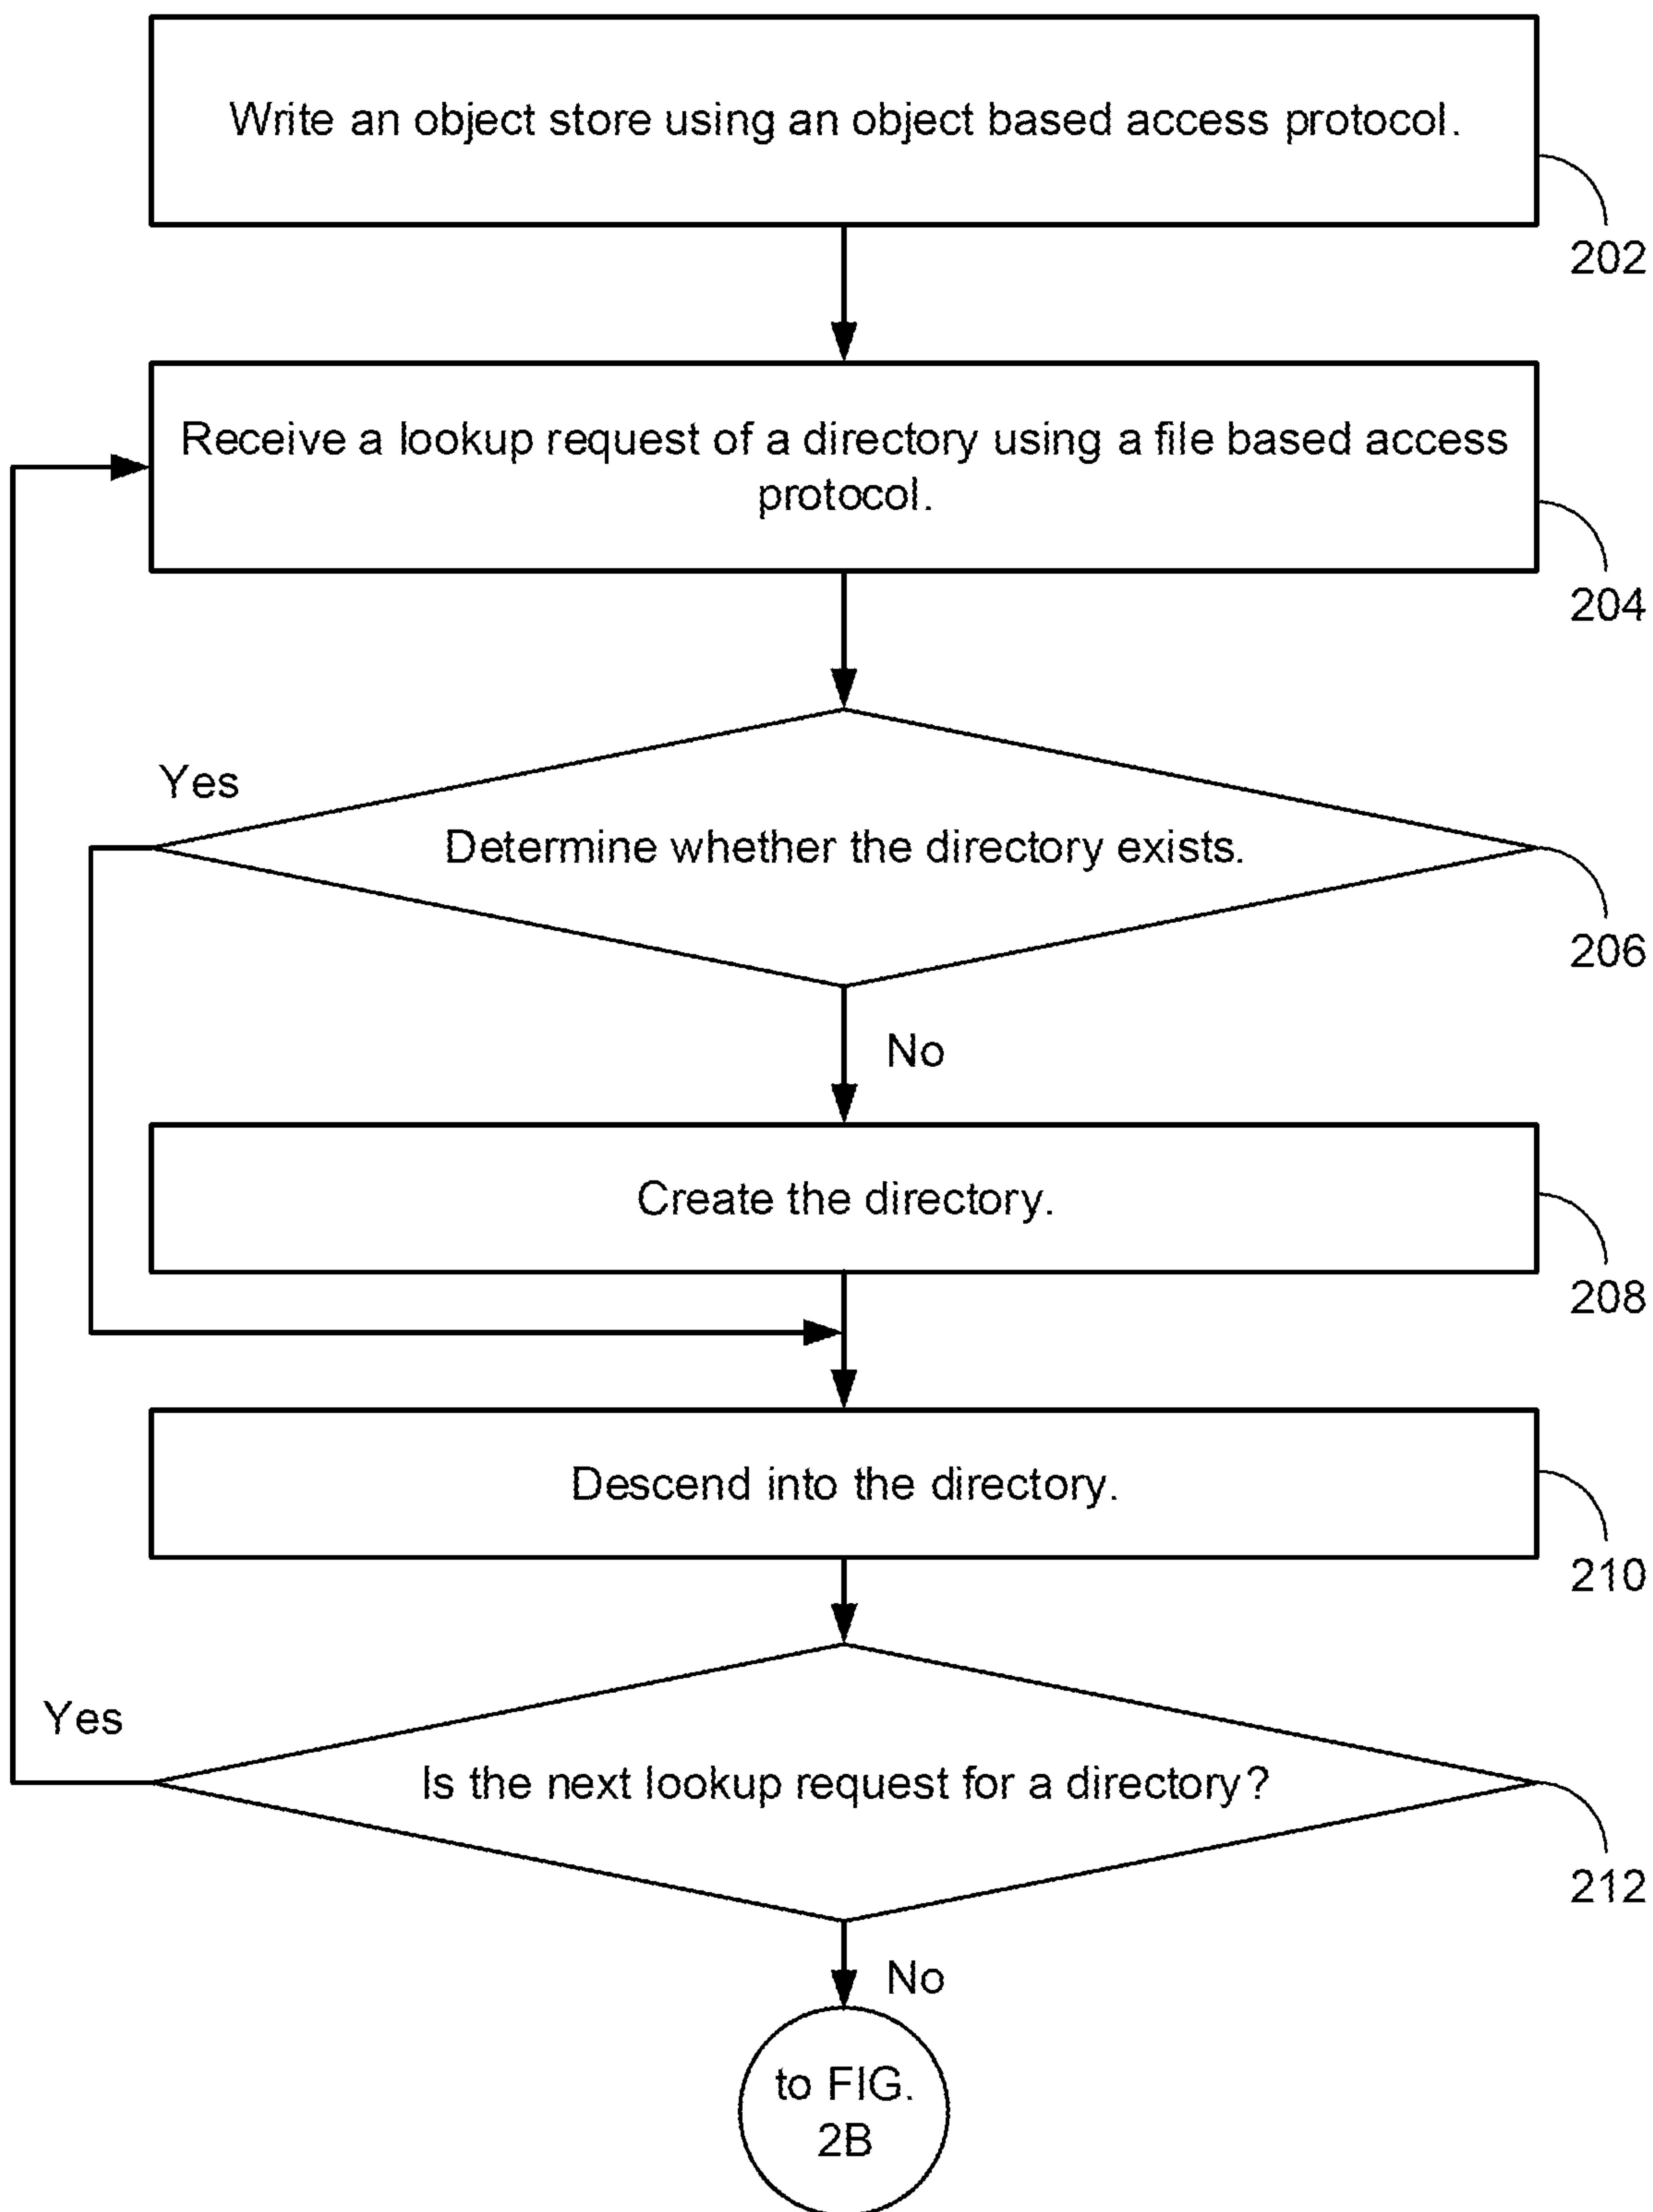 Write an object store using an object based access protocol.
202
Receive a lookup request of a directory using a file based access
protocol.
204
Yes
Determine whether the directory exists.
206
No
Create the directory.
208
Descend into the directory.
210
Yes
Is the next lookup request for a directory?
212
No
to FIG.
2B